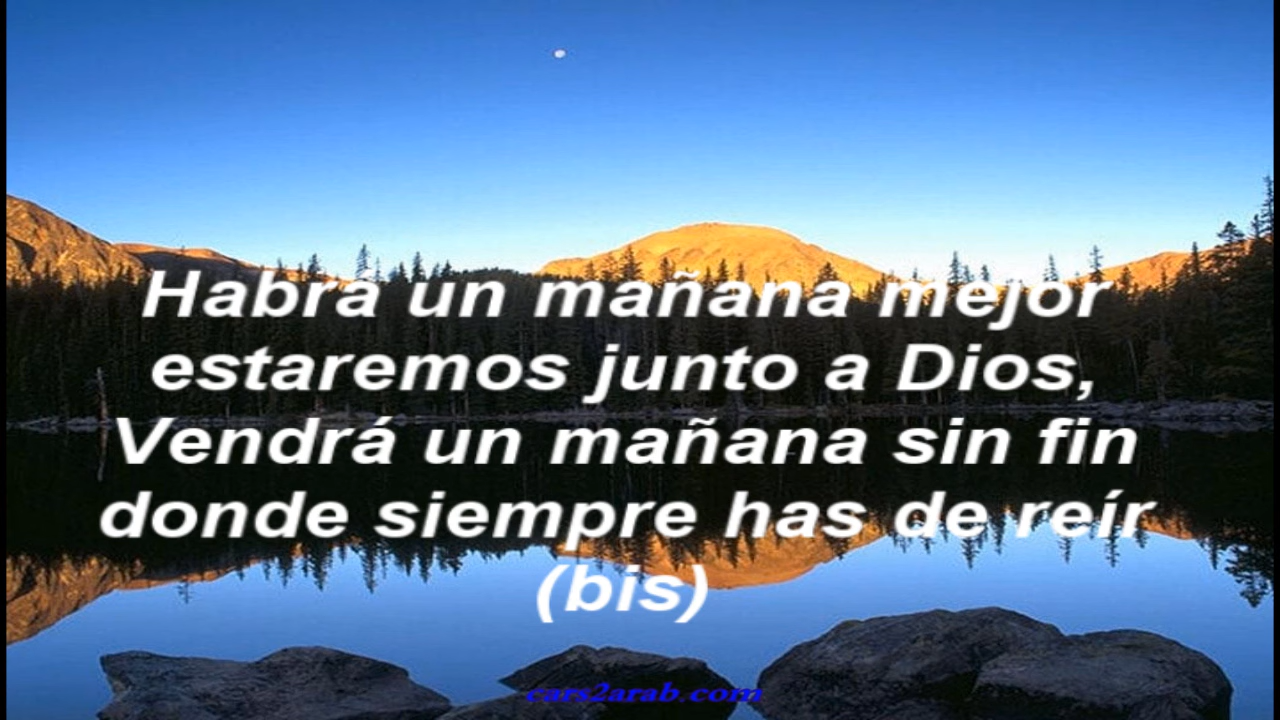 Habrá un mañana mejor
estaremos junto a Dios,
Vendrá un mañana sin fin
donde siempre has de reír
(bis)
cars2arab.com